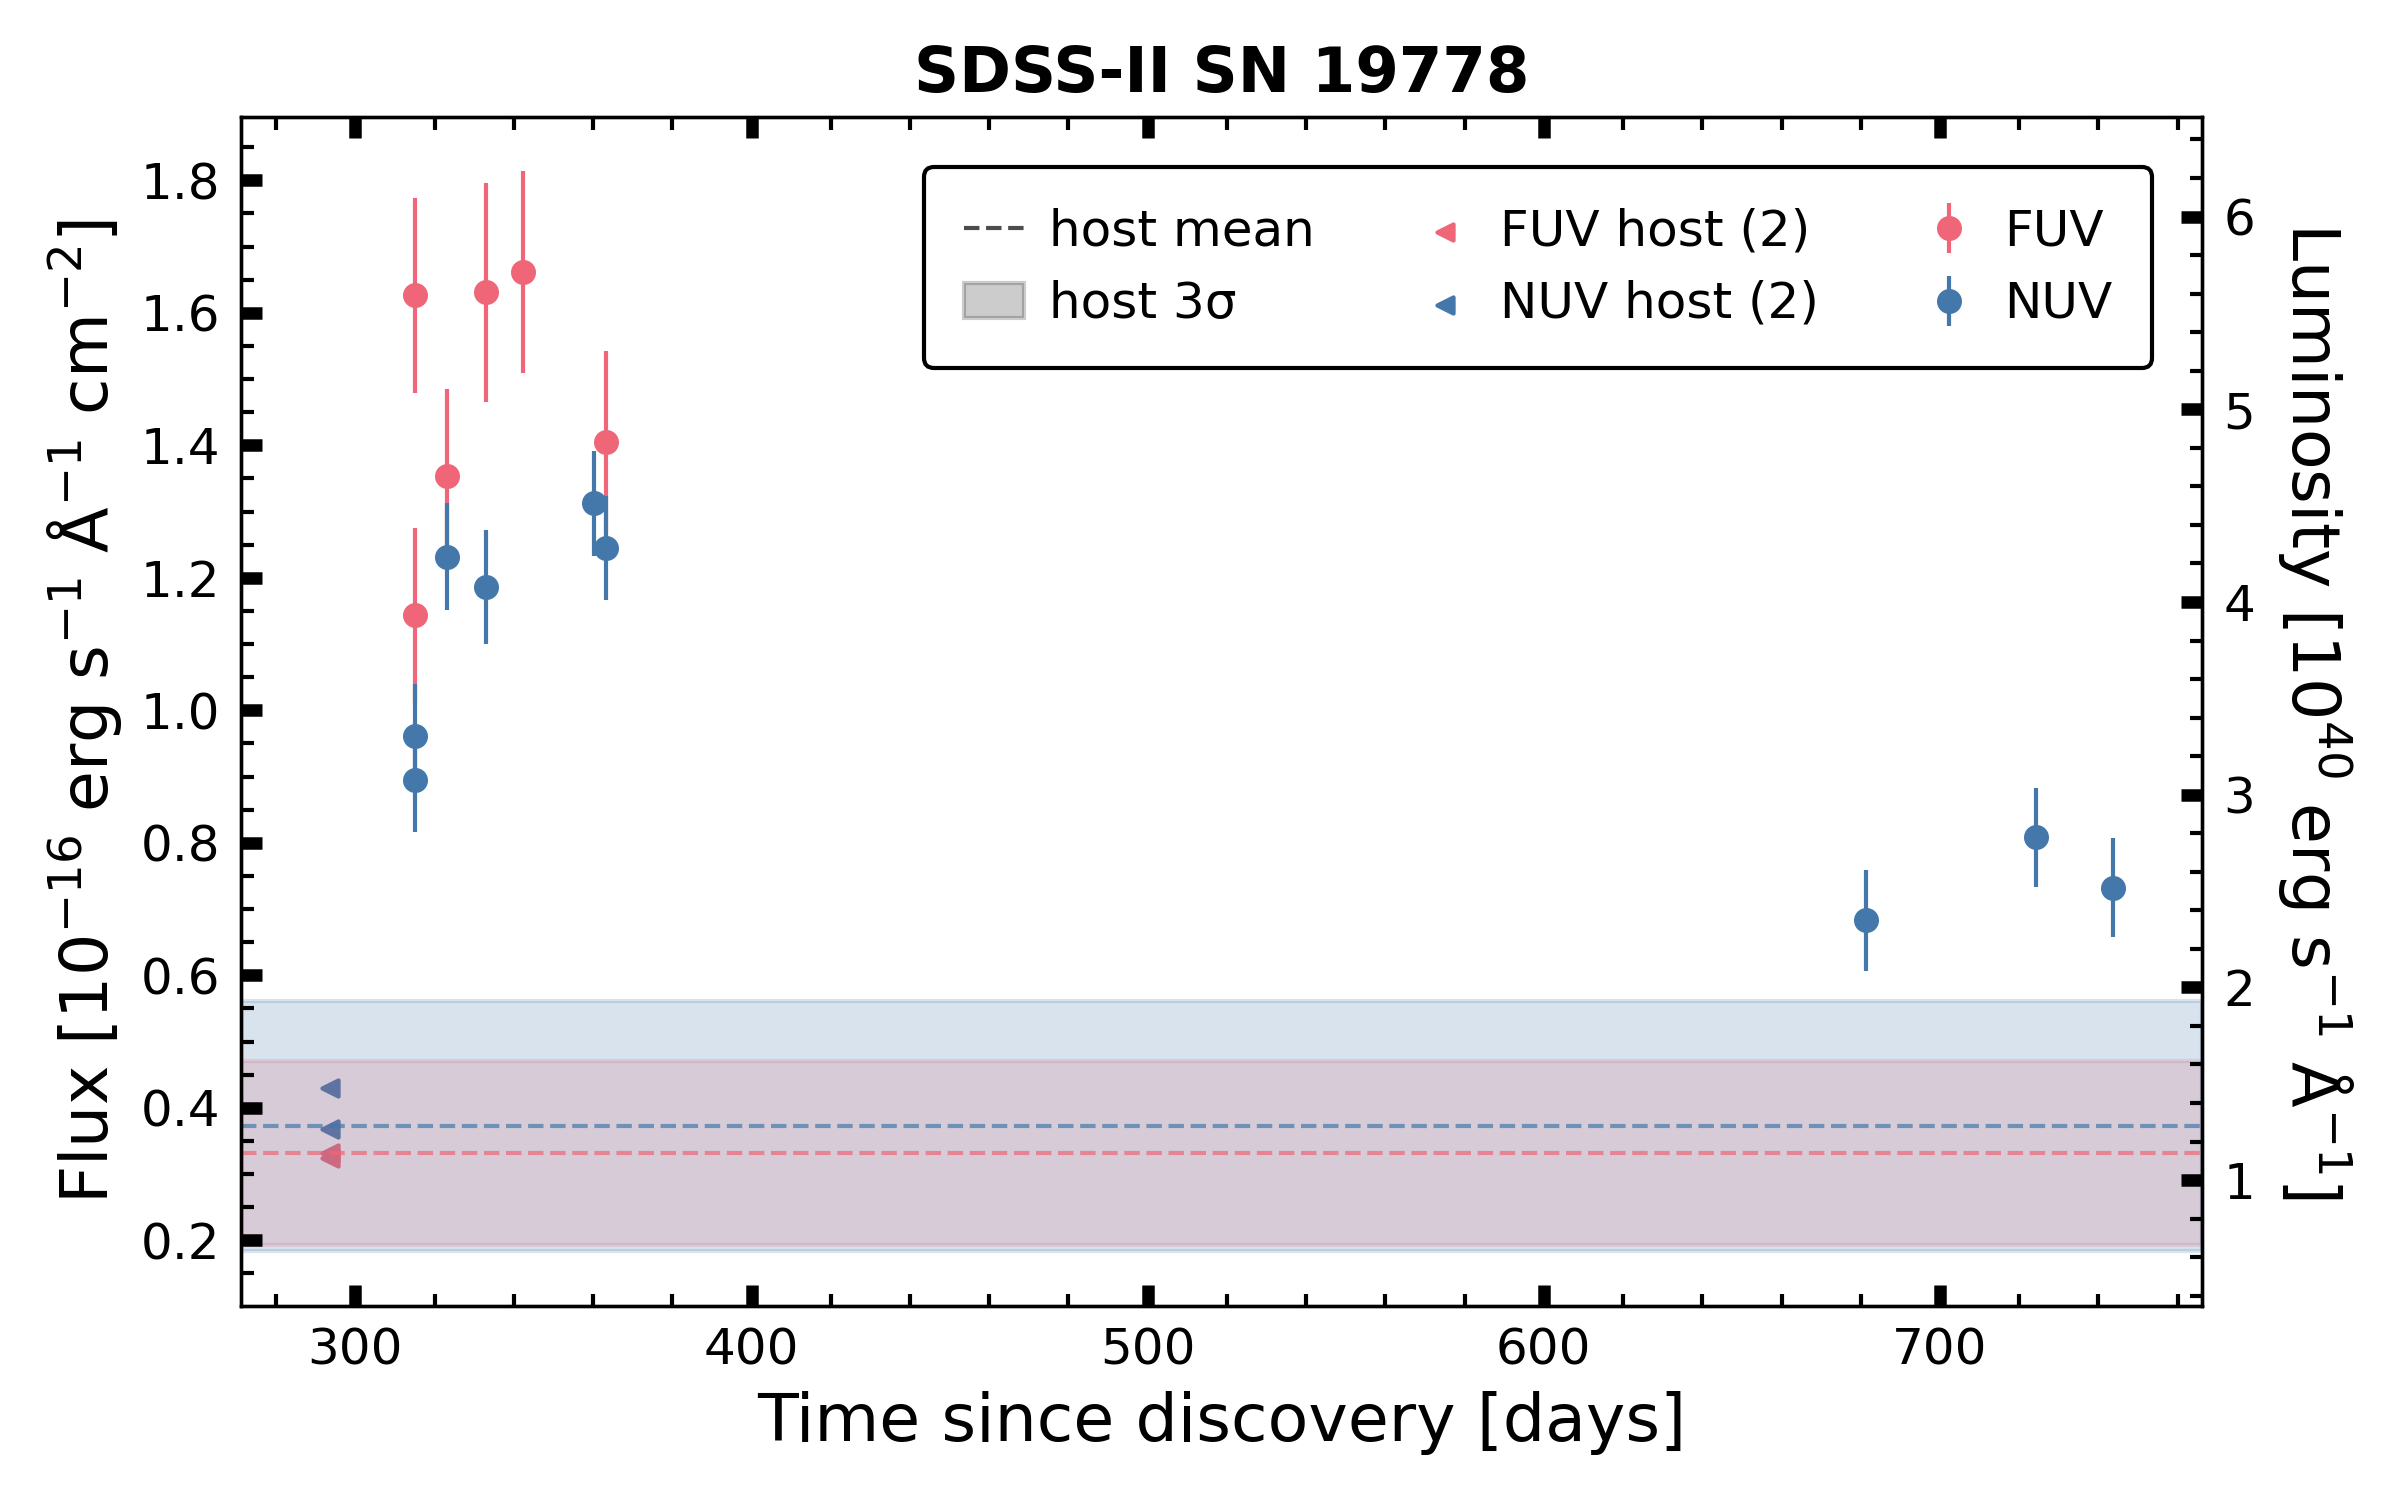 SDSS-II SN 19778
Flux [10⁻¹⁶ erg s⁻¹ Å⁻¹ cm⁻²]
1.8
1.6
1.4
1.2
1.0
0.8
0.6
0.4
0.2
host mean
host 3σ
FUV host (2)
NUV host (2)
FUV
NUV
6
5
4
3
2
1
Luminosity [10⁴⁰ erg s⁻¹ Å⁻¹]
300 400 500 600 700
Time since discovery [days]